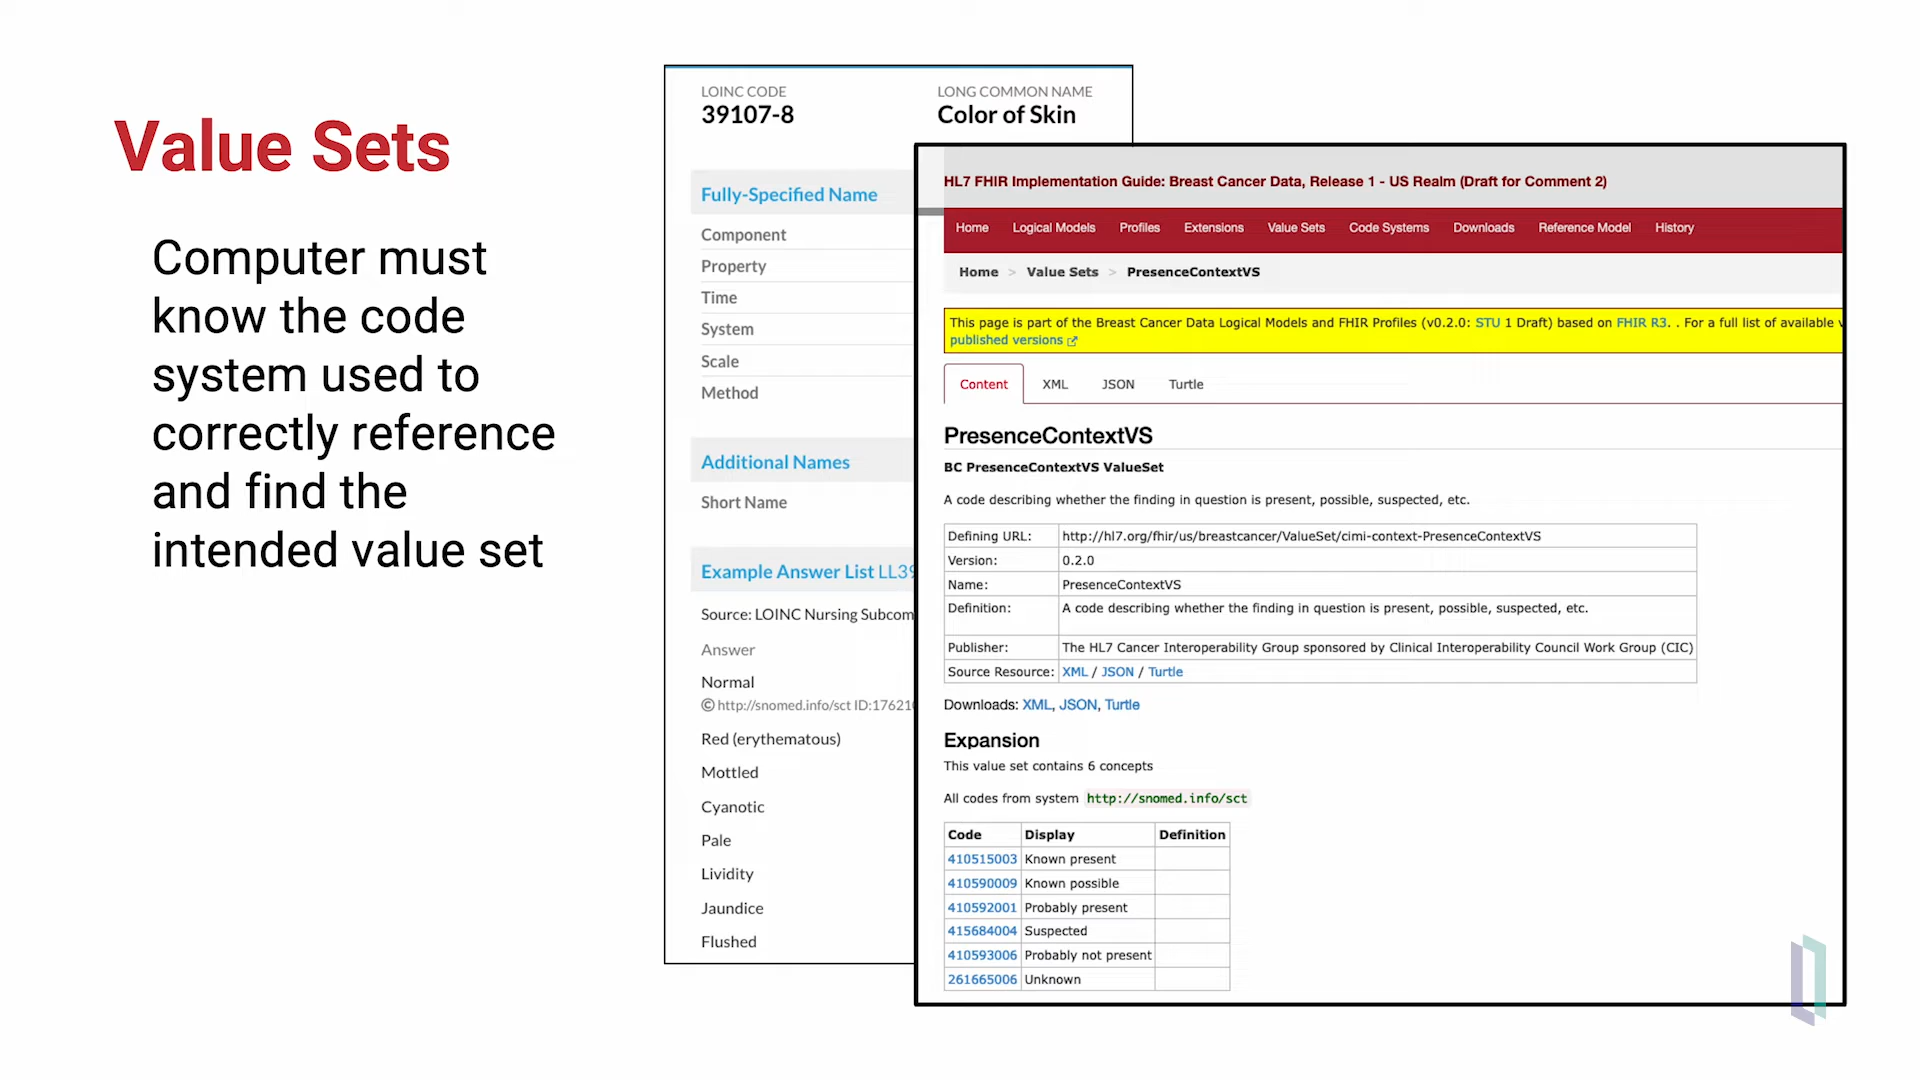 Value Sets
Computer must
know the code
system used to
correctly reference
and find the
intended value set
LOINC CODE
39107-8
LONG COMMON NAME
Color of Skin
Fully-Specified Name
Component
Property
Time
System
Scale
Method
Additional Names
Short Name
Example Answer List LL39
Source: LOINC Nursing Subcom
Answer
Normal
© http://snomed.info/sct ID:17621
Red (erythematous)
Mottled
Cyanotic
Pale
Lividity
Jaundice
Flushed
HL7 FHIR Implementation Guide: Breast Cancer Data, Release 1 - US Realm (Draft for Comment 2)
Home Logical Models Profiles Extensions Value Sets Code Systems Downloads Reference Model History
Home > Value Sets > PresenceContextVS
This page is part of the Breast Cancer Data Logical Models and FHIR Profiles (v0.2.0: STU 1 Draft) based on FHIR R3. . For a full list of available
published versions
Content XML JSON Turtle
PresenceContextVS
BC PresenceContextVS ValueSet
A code describing whether the finding in question is present, possible, suspected, etc.
Defining URL: http://hl7.org/fhir/us/breastcancer/ValueSet/cimi-context-PresenceContextVS
Version: 0.2.0
Name: PresenceContextVS
Definition: A code describing whether the finding in question is present, possible, suspected, etc.
Publisher: The HL7 Cancer Interoperability Group sponsored by Clinical Interoperability Council Work Group (CIC)
Source Resource: XML / JSON / Turtle
Downloads: XML, JSON, Turtle
Expansion
This value set contains 6 concepts
All codes from system http://snomed.info/sct
Code Display Definition
410515003 Known present
410590009 Known possible
410592001 Probably present
415684004 Suspected
410593006 Probably not present
261665006 Unknown